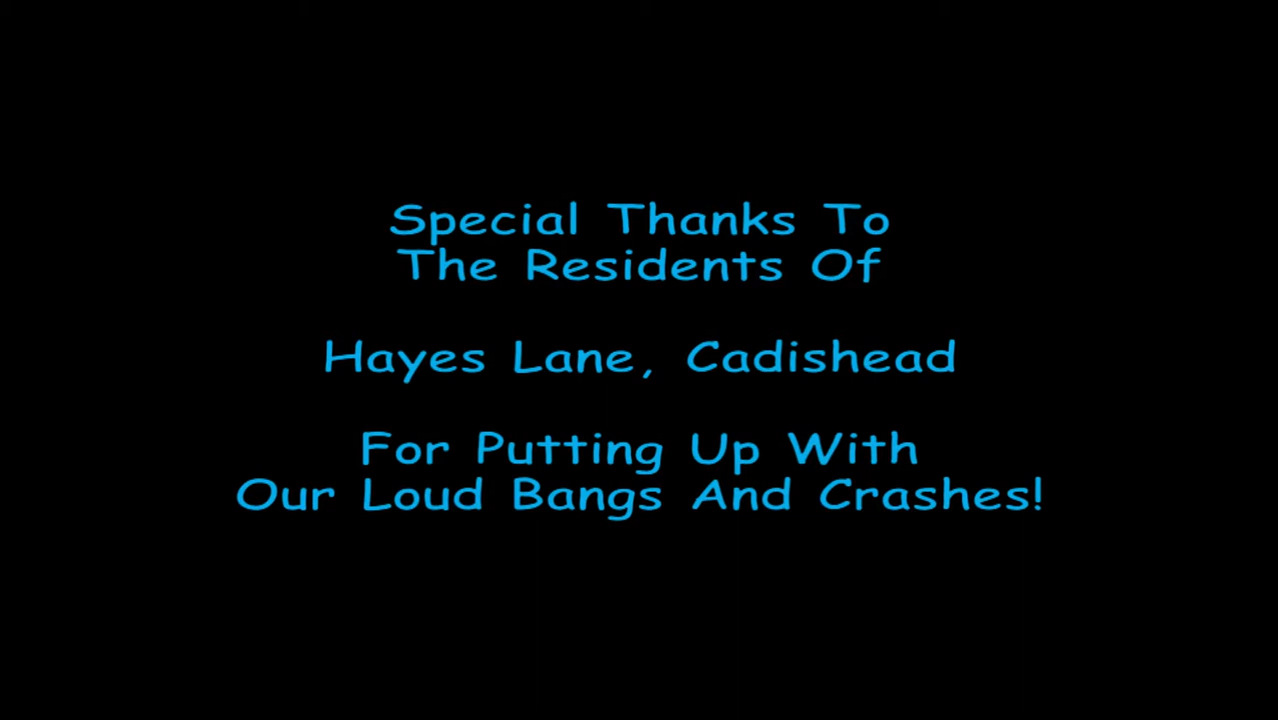 Special Thanks To
The Residents Of
Hayes Lane, Cadishead
For Putting Up With
Our Loud Bangs And Crashes!